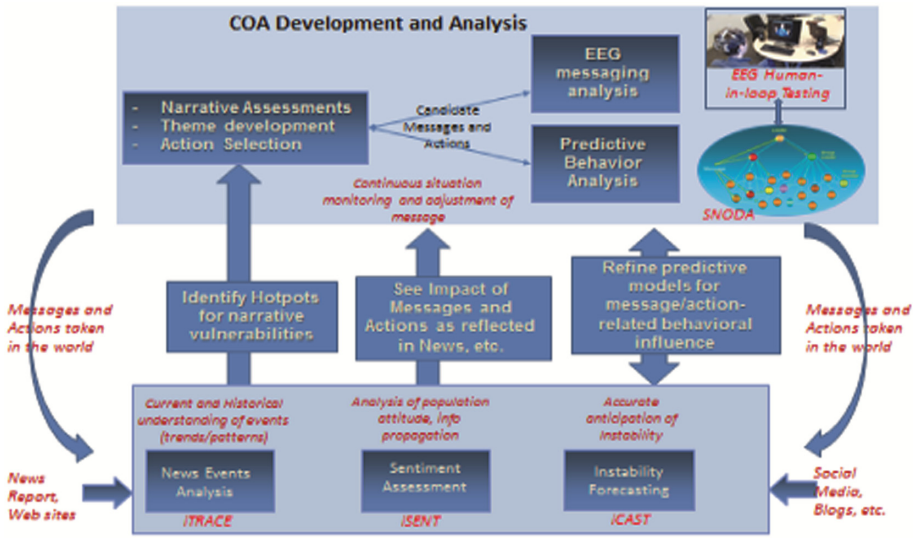 COA Development and Analysis
- Narrative Assessments
- Theme development
- Action Selection
Candidate
Messages and
Actions
EEG
messaging
analysis
Predictive
Behavior
Analysis
EEG Human-
in-loop Testing
SNODA
Continuous situation
monitoring and adjustment of
message
Messages and
Actions taken
in the world
Identify Hotpots
for narrative
vulnerabilities
See Impact of
Messages and
Actions as reflected
in News, etc.
Refine predictive
models for
message/action-
related behavioral
influence
Messages and
Actions taken
in the world
Current and Historical
understanding of events
(trends/patterns)
Analysis of population
attitude, info
propagation
Accurate
anticipation of
Instability
News
Report,
Web sites
News Events
Analysis
iTRACE
Sentiment
Assessment
iSENT
Instability
Forecasting
iCAST
Social
Media,
Blogs, etc.